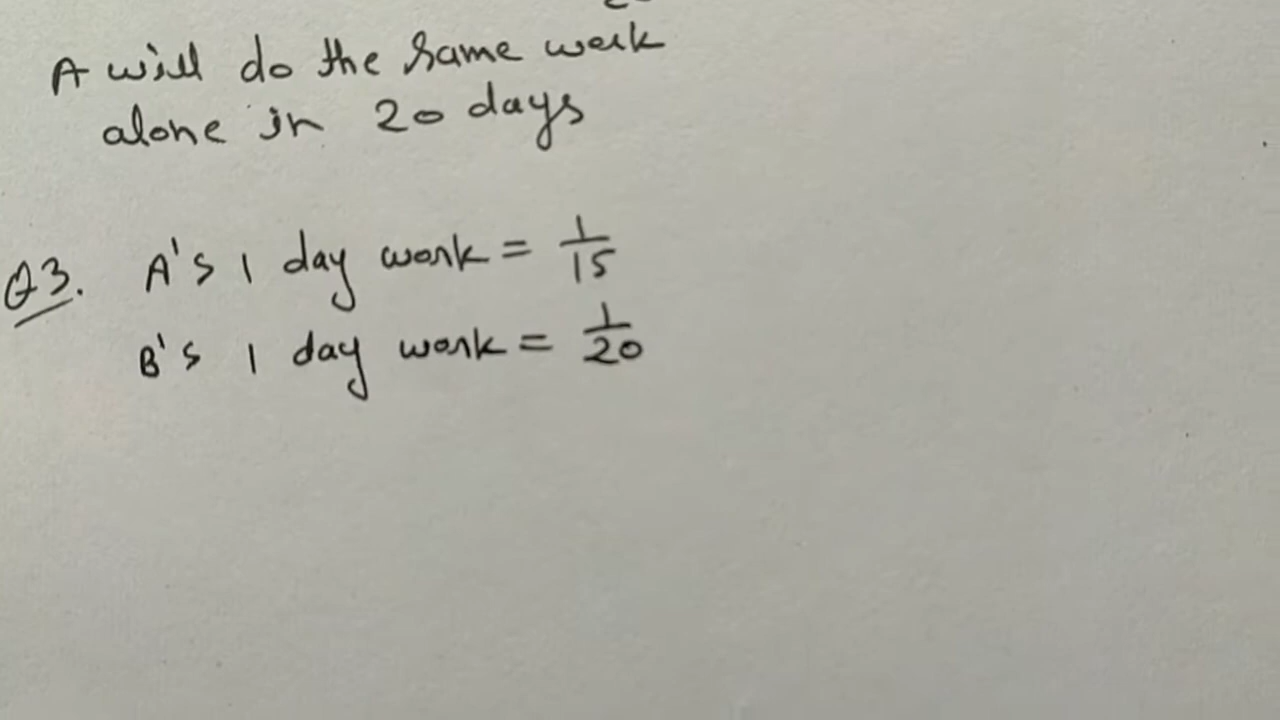 A will do the same work
alone in 20 days
Q3. A's 1 day work = 1/15
B's 1 day work = 1/20